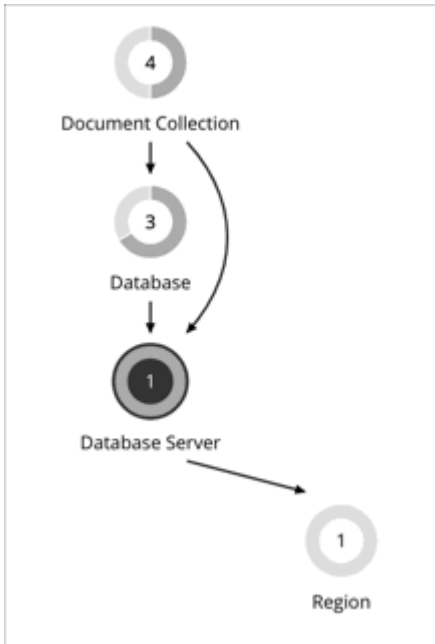 4
Document Collection
3
Database
1
Database Server
1
Region